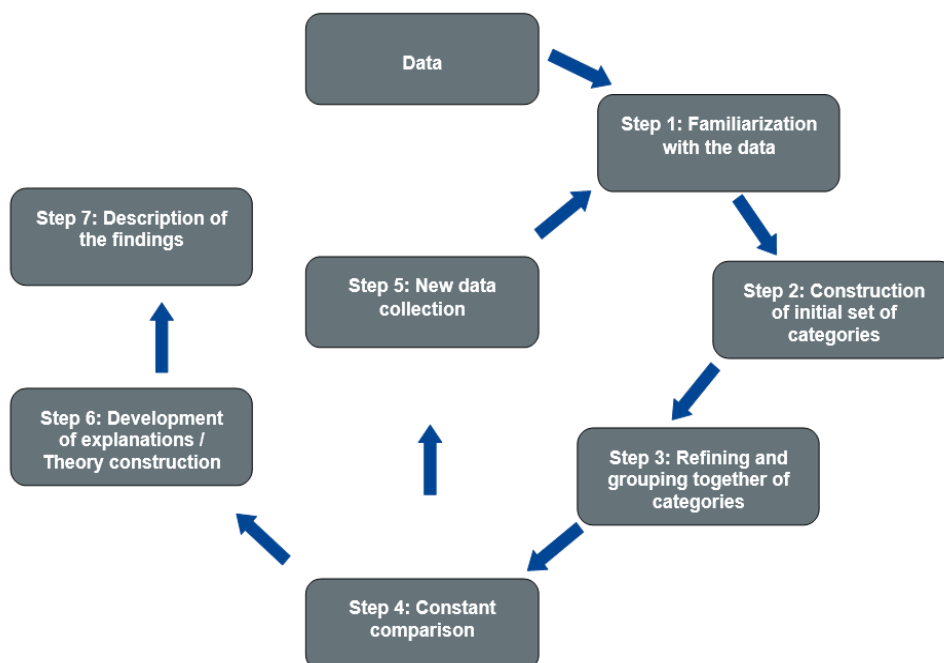 Data
Step 1: Familiarization
with the data
Step 2: Construction
of initial set of
categories
Step 3: Refining and
grouping together of
categories
Step 4: Constant
comparison
Step 5: New data
collection
Step 6: Development
of explanations /
Theory construction
Step 7: Description of
the findings